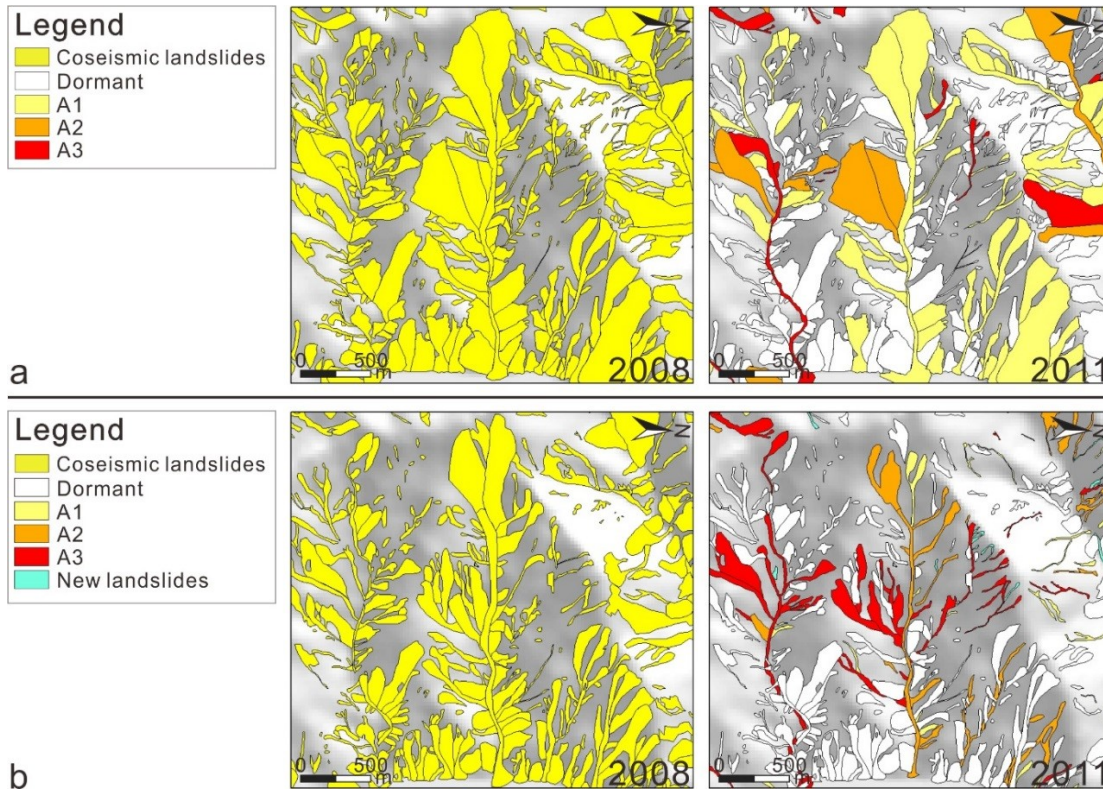 Legend
Coseismic landslides
Dormant
A1
A2
A3
N
0 500
m
2008
N
0 500
m
2011
a
Legend
Coseismic landslides
Dormant
A1
A2
A3
New landslides
N
0 500
m
2008
N
0 500
m
2011
b